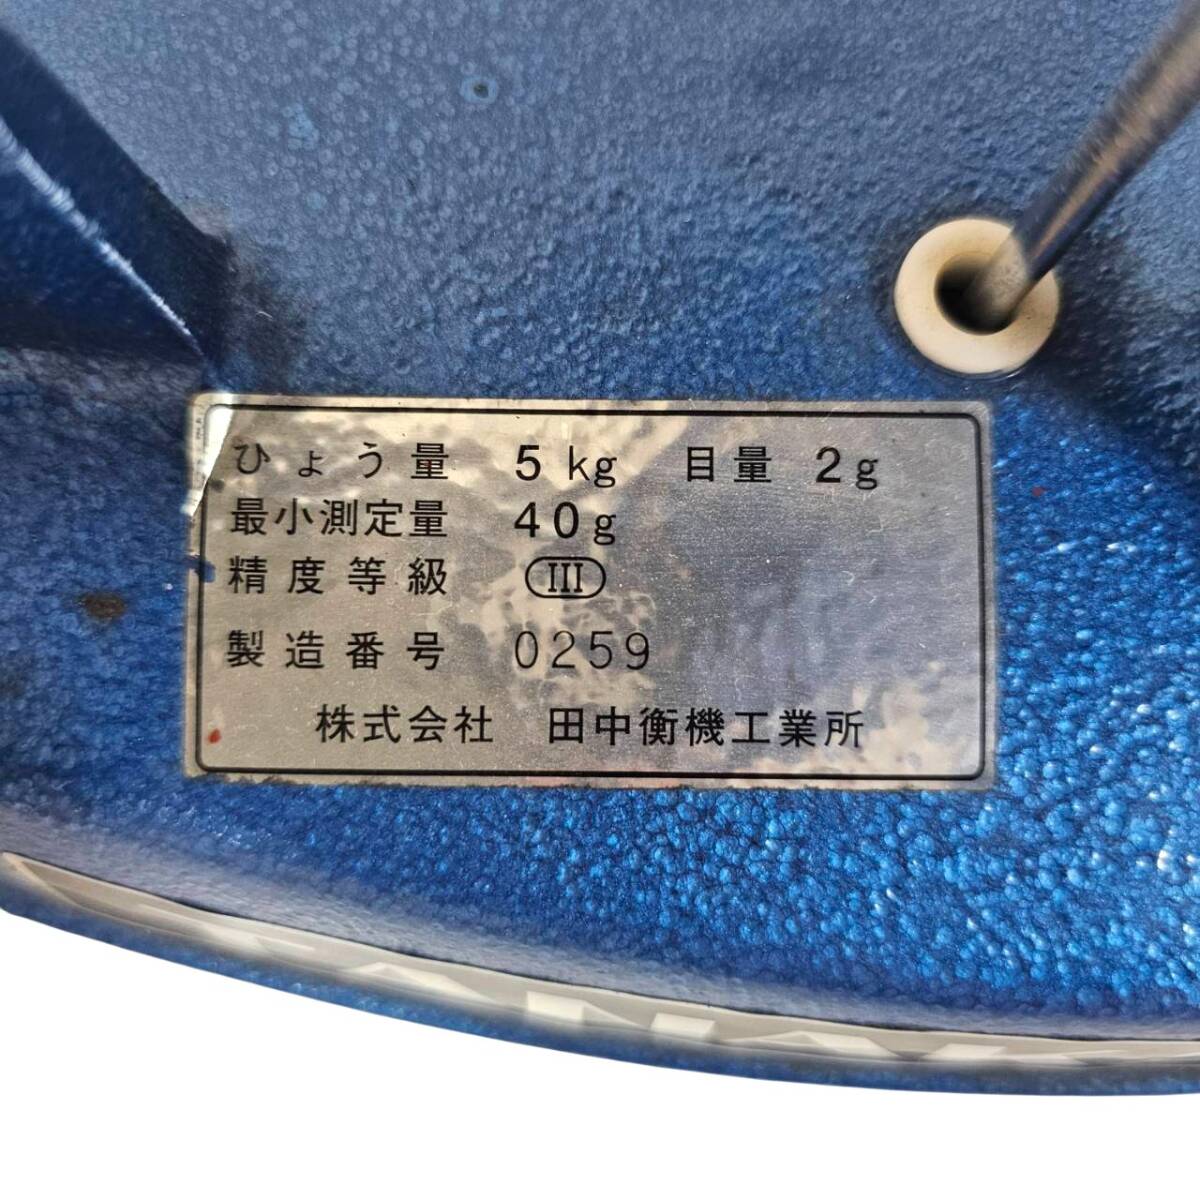 ひょう量 5kg 目量 2g
最小測定量 40g
精度等級 III
製造番号 0259
株式会社 田中衡機工業所